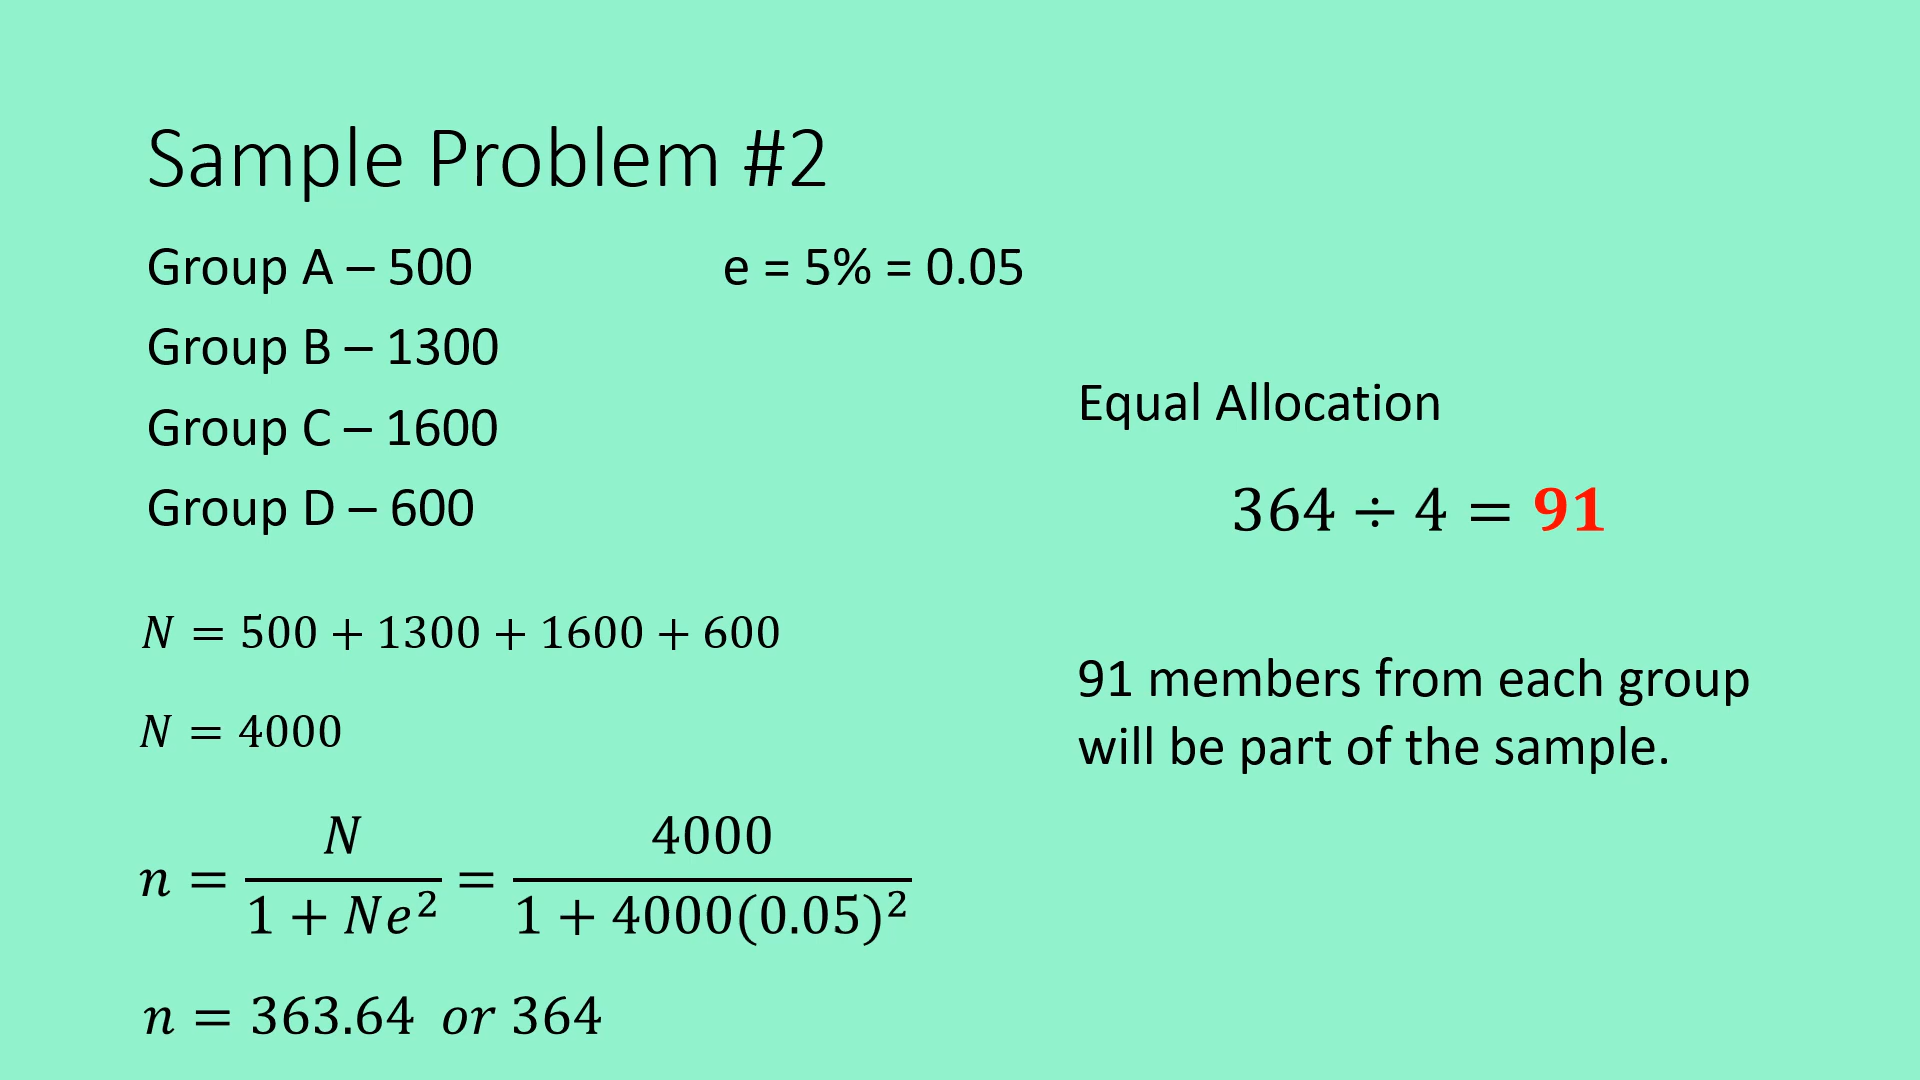 Sample Problem #2
Group A – 500
e = 5% = 0.05
Group B – 1300
Group C – 1600
Group D – 600
N = 500 + 1300 + 1600 + 600
N = 4000
n = N / (1 + Ne²) = 4000 / (1 + 4000(0.05)²)
n = 363.64 or 364
Equal Allocation
364 ÷ 4 = 91
91 members from each group
will be part of the sample.